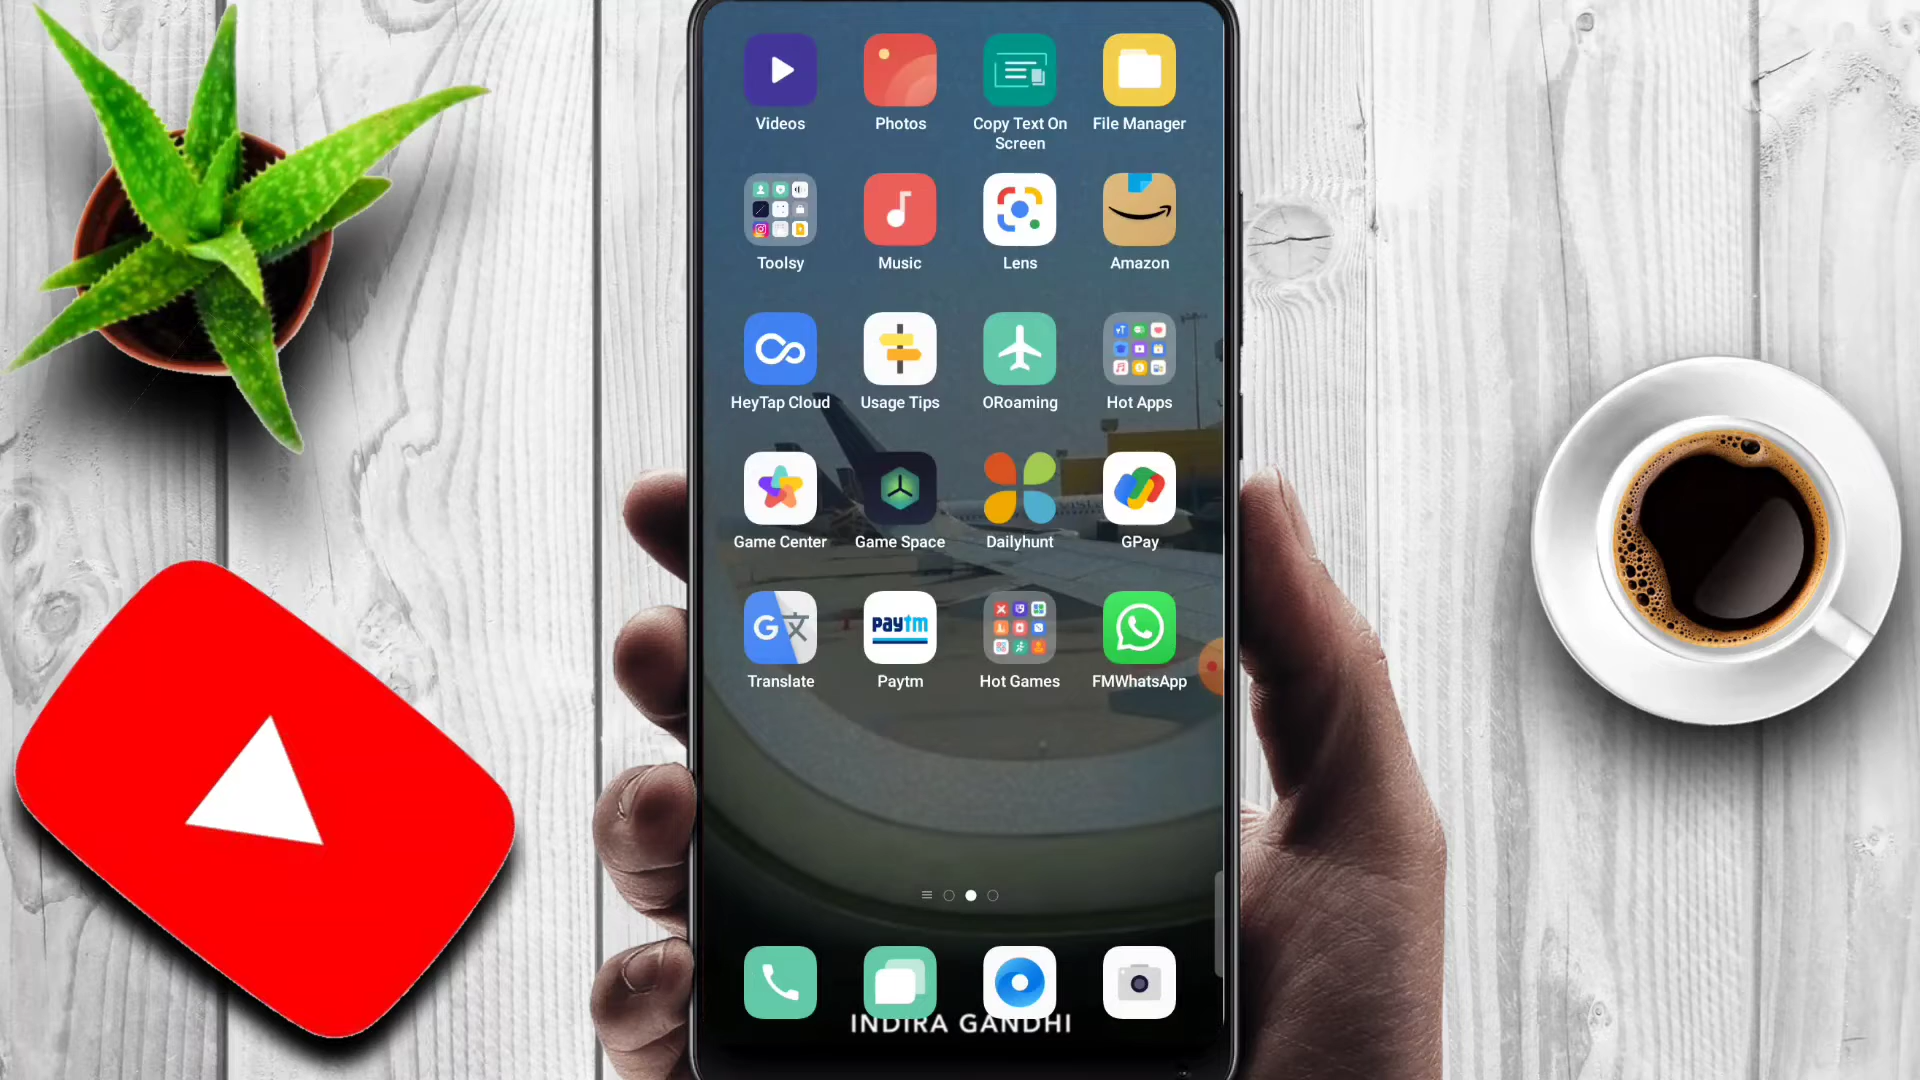 Videos
Photos
Copy Text On
Screen
File Manager
Toolsy
Music
Lens
Amazon
HeyTap Cloud
Usage Tips
ORoaming
Hot Apps
Game Center
Game Space
Dailyhunt
GPay
Translate
paytm
Paytm
Hot Games
FMWhatsApp
INDIRA GANDHI